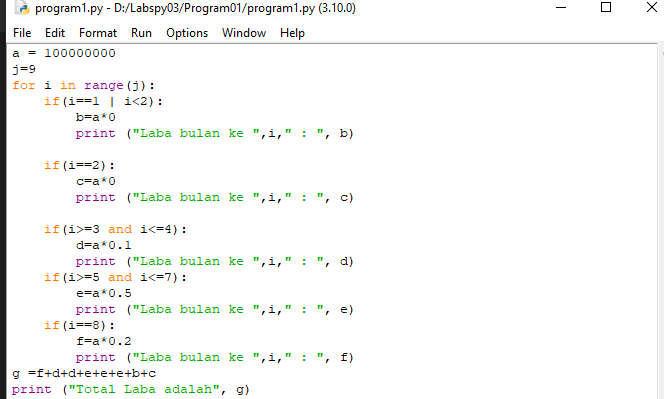 program1.py - D:/Labspy03/Program01/program1.py (3.10.0)
File Edit Format Run Options Window Help
a = 100000000
j=9
for i in range(j):
    if(i==1 | i<2):
        b=a*0
        print ("Laba bulan ke ",i," : ", b)

    if(i==2):
        c=a*0
        print ("Laba bulan ke ",i," : ", c)

    if(i>=3 and i<=4):
        d=a*0.1
        print ("Laba bulan ke ",i," : ", d)
    if(i>=5 and i<=7):
        e=a*0.5
        print ("Laba bulan ke ",i," : ", e)
    if(i==8):
        f=a*0.2
        print ("Laba bulan ke ",i," : ", f)
g =f+d+d+e+e+e+b+c
print ("Total Laba adalah", g)